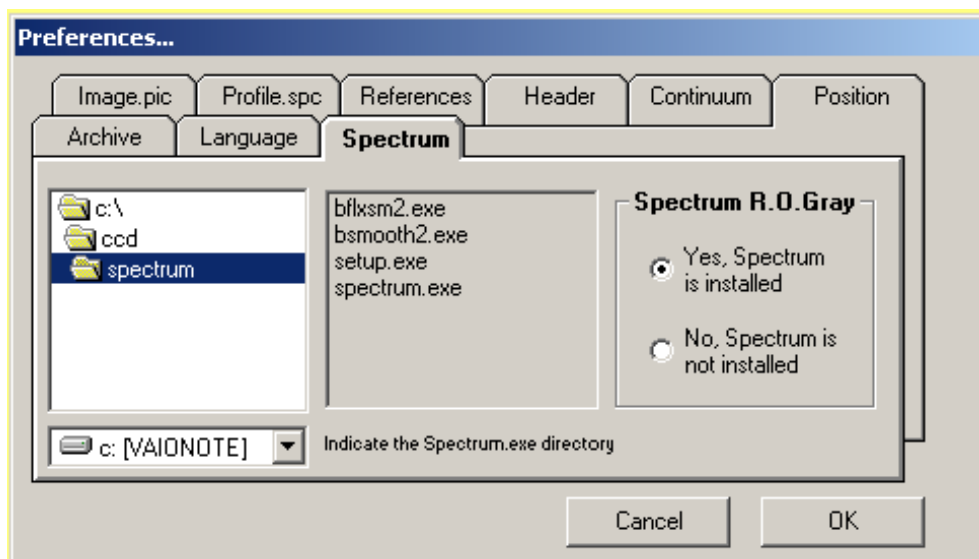 Preferences...
Image.pic
Profile.spc
References
Header
Continuum
Position
Archive
Language
Spectrum
c:\
ccd
spectrum
bflxsm2.exe
bsmooth2.exe
setup.exe
spectrum.exe
Spectrum R.O.Gray
Yes, Spectrum
is installed
No, Spectrum is
not installed
c: [VAIONOTE]
Indicate the Spectrum.exe directory
Cancel
OK